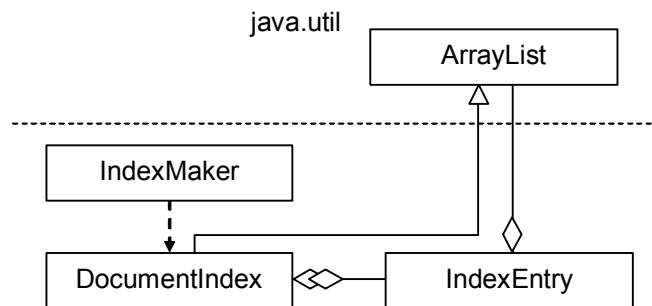 java.util
ArrayList
IndexMaker
DocumentIndex
IndexEntry